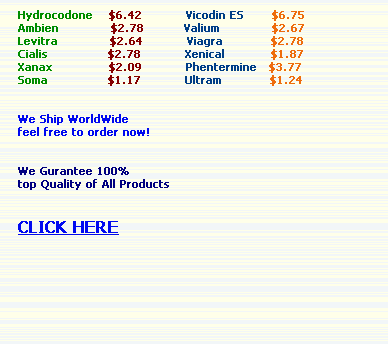 Hydrocodone $6.42 Vicodin ES $6.75
Ambien $2.78 Valium $2.67
Levitra $2.64 Viagra $2.78
Cialis $2.78 Xenical $1.87
Xanax $2.09 Phentermine $3.77
Soma $1.17 Ultram $1.24
We Ship WorldWide
feel free to order now!
We Gurantee 100%
top Quality of All Products
CLICK HERE